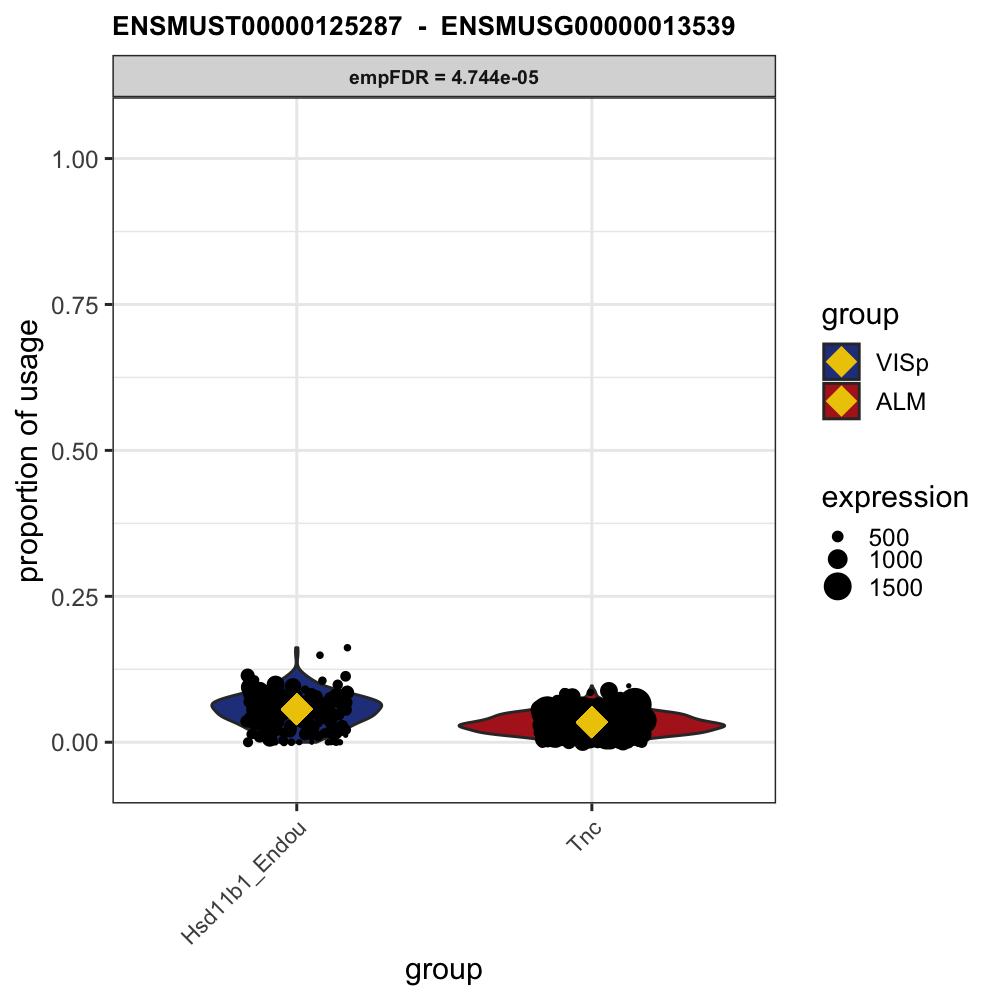 ENSMUST00000125287 - ENSMUSG00000013539
empFDR = 4.744e-05
proportion of usage
1.00
0.75
0.50
0.25
0.00
Hsd11b1_Endou
Tnc
group
group
VISp
ALM
expression
500
1000
1500